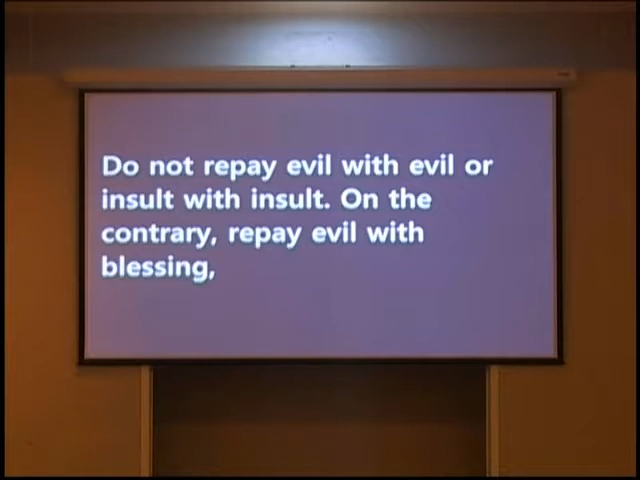 Do not repay evil with evil or
insult with insult. On the
contrary, repay evil with
blessing,